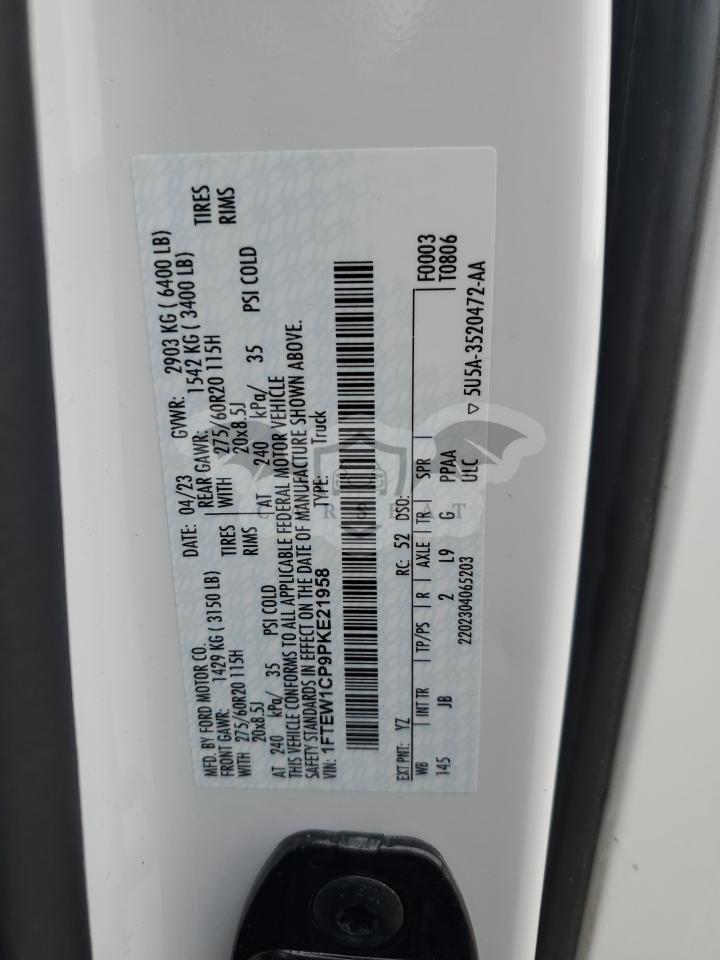 MFD. BY FORD MOTOR CO.
DATE: 04/23 GVWR: 2903 KG ( 6400 LB)
FRONT GAWR: 1429 KG ( 3150 LB) REAR GAWR: 1542 KG ( 3400 LB)
WITH 275/60R20 115H TIRES WITH 275/60R20 115H TIRES
20x8.5J RIMS 20x8.5J RIMS
AT 240 kPa/ 35 PSI COLD AT 240 kPa/ 35 PSI COLD
THIS VEHICLE CONFORMS TO ALL APPLICABLE FEDERAL MOTOR VEHICLE
SAFETY STANDARDS IN EFFECT ON THE DATE OF MANUFACTURE SHOWN ABOVE.
VIN: 1FTEW1CP9PKE21958 TYPE: Truck
EXT PNT: YZ RC: 52 DSO: F0003
WB INT TR TP/PS R AXLE TR SPR T0806
145 JB 2 L9 G PPAA
ULC
2202304065203 ▽ 5U5A-3520472-AA